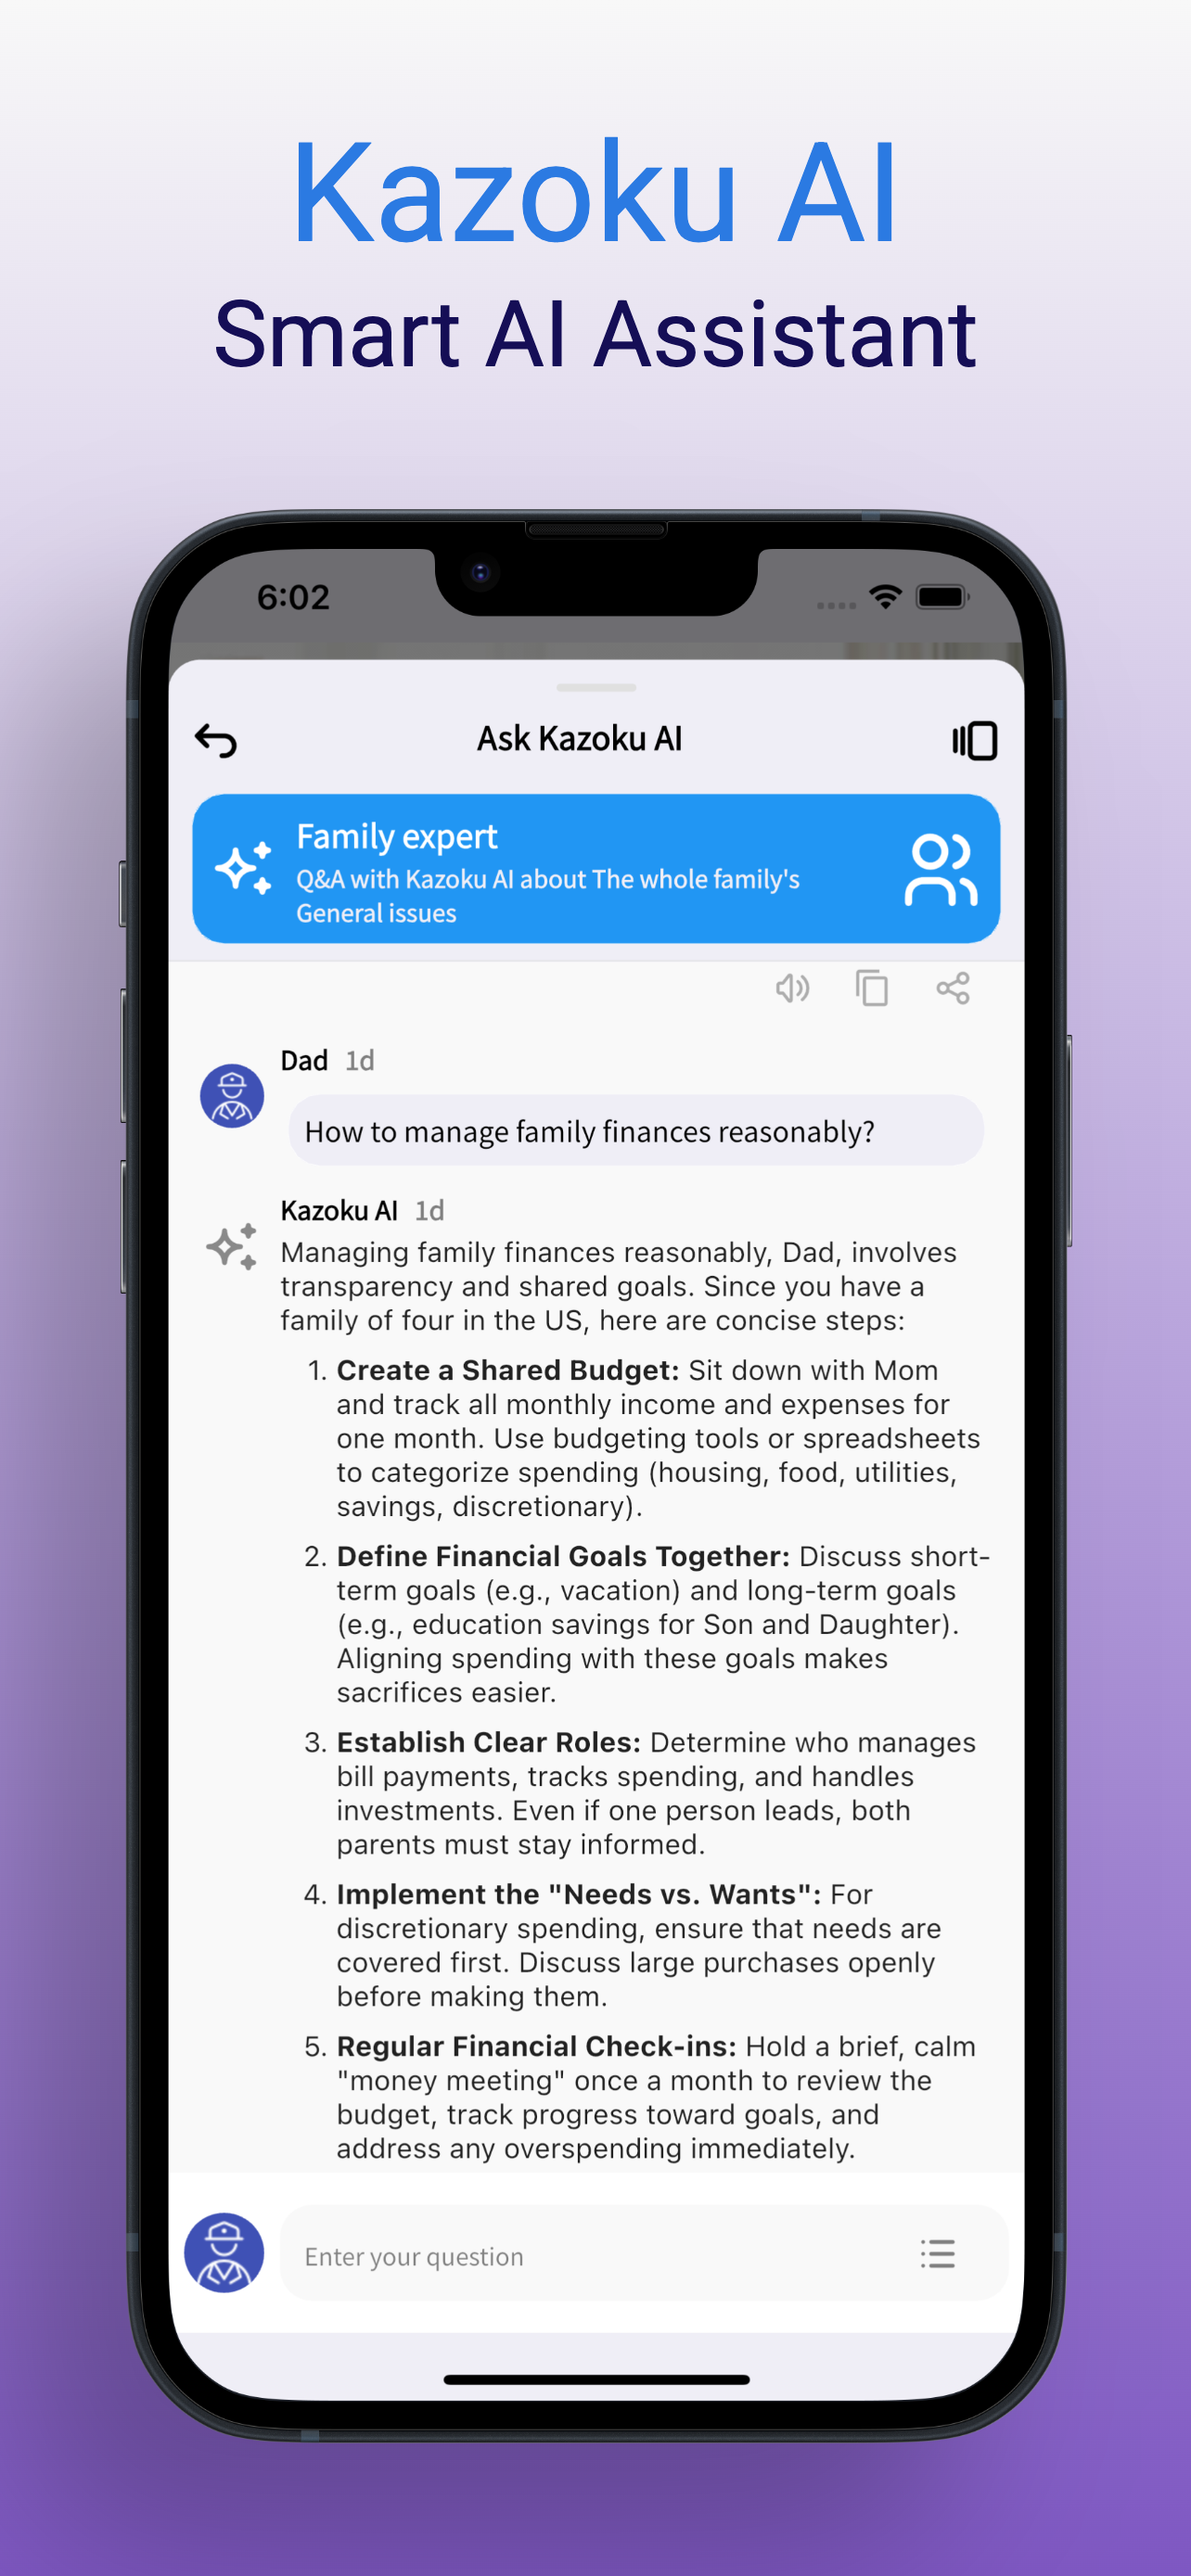 Kazoku AI
Smart AI Assistant
6:02
Ask Kazoku AI
Family expert
Q&A with Kazoku AI about The whole family's
General issues
Dad 1d
How to manage family finances reasonably?
Kazoku AI 1d
Managing family finances reasonably, Dad, involves
transparency and shared goals. Since you have a
family of four in the US, here are concise steps:
1. Create a Shared Budget: Sit down with Mom
and track all monthly income and expenses for
one month. Use budgeting tools or spreadsheets
to categorize spending (housing, food, utilities,
savings, discretionary).
2. Define Financial Goals Together: Discuss short-
term goals (e.g., vacation) and long-term goals
(e.g., education savings for Son and Daughter).
Aligning spending with these goals makes
sacrifices easier.
3. Establish Clear Roles: Determine who manages
bill payments, tracks spending, and handles
investments. Even if one person leads, both
parents must stay informed.
4. Implement the "Needs vs. Wants": For
discretionary spending, ensure that needs are
covered first. Discuss large purchases openly
before making them.
5. Regular Financial Check-ins: Hold a brief, calm
"money meeting" once a month to review the
budget, track progress toward goals, and
address any overspending immediately.
Enter your question